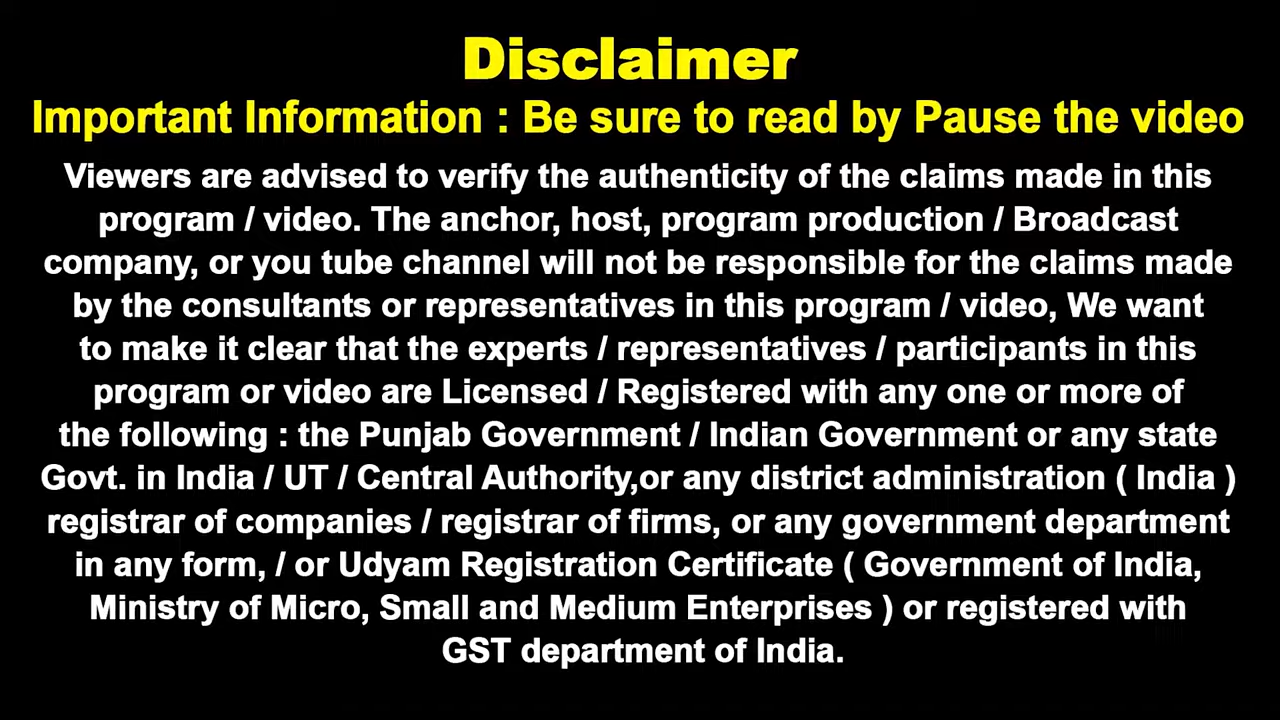 Disclaimer
Important Information : Be sure to read by Pause the video
Viewers are advised to verify the authenticity of the claims made in this
program / video. The anchor, host, program production / Broadcast
company, or you tube channel will not be responsible for the claims made
by the consultants or representatives in this program / video, We want
to make it clear that the experts / representatives / participants in this
program or video are Licensed / Registered with any one or more of
the following : the Punjab Government / Indian Government or any state
Govt. in India / UT / Central Authority,or any district administration ( India )
registrar of companies / registrar of firms, or any government department
in any form, / or Udyam Registration Certificate ( Government of India,
Ministry of Micro, Small and Medium Enterprises ) or registered with
GST department of India.